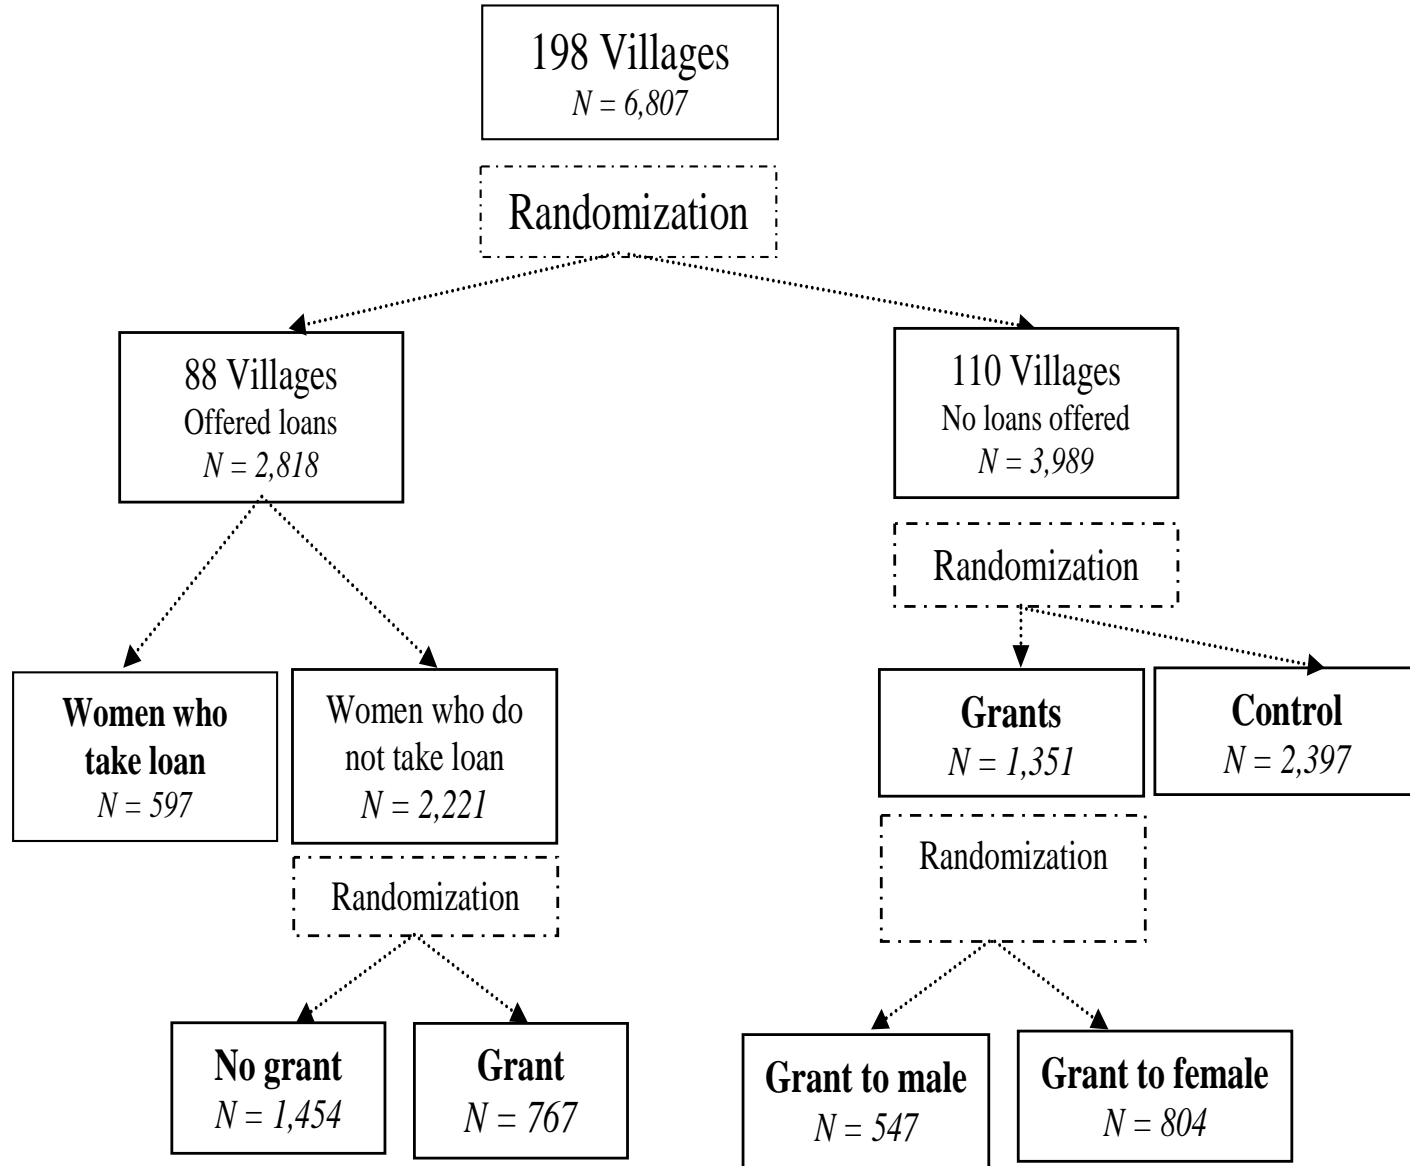 198 Villages
N = 6,807
Randomization
88 Villages
Offered loans
N = 2,818
110 Villages
No loans offered
N = 3,989
Randomization
Women who
take loan
N = 597
Women who do
not take loan
N = 2,221
Grants
N = 1,351
Control
N = 2,397
Randomization
Randomization
No grant
N = 1,454
Grant
N = 767
Grant to male
N = 547
Grant to female
N = 804